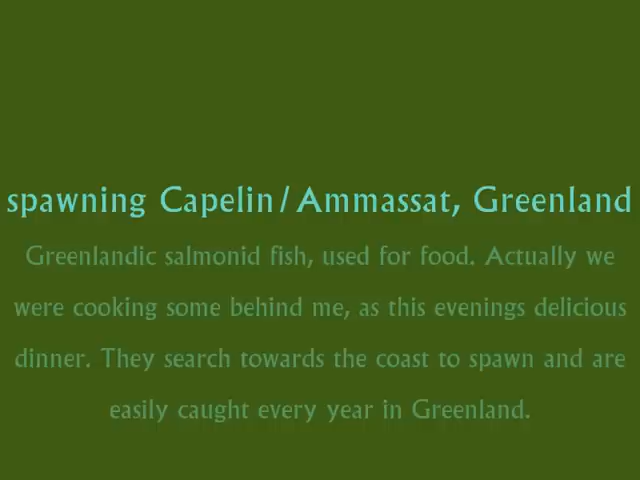 spawning Capelin/Ammassat, Greenland
Greenlandic salmonid fish, used for food. Actually we
were cooking some behind me, as this evenings delicious
dinner. They search towards the coast to spawn and are
easily caught every year in Greenland.